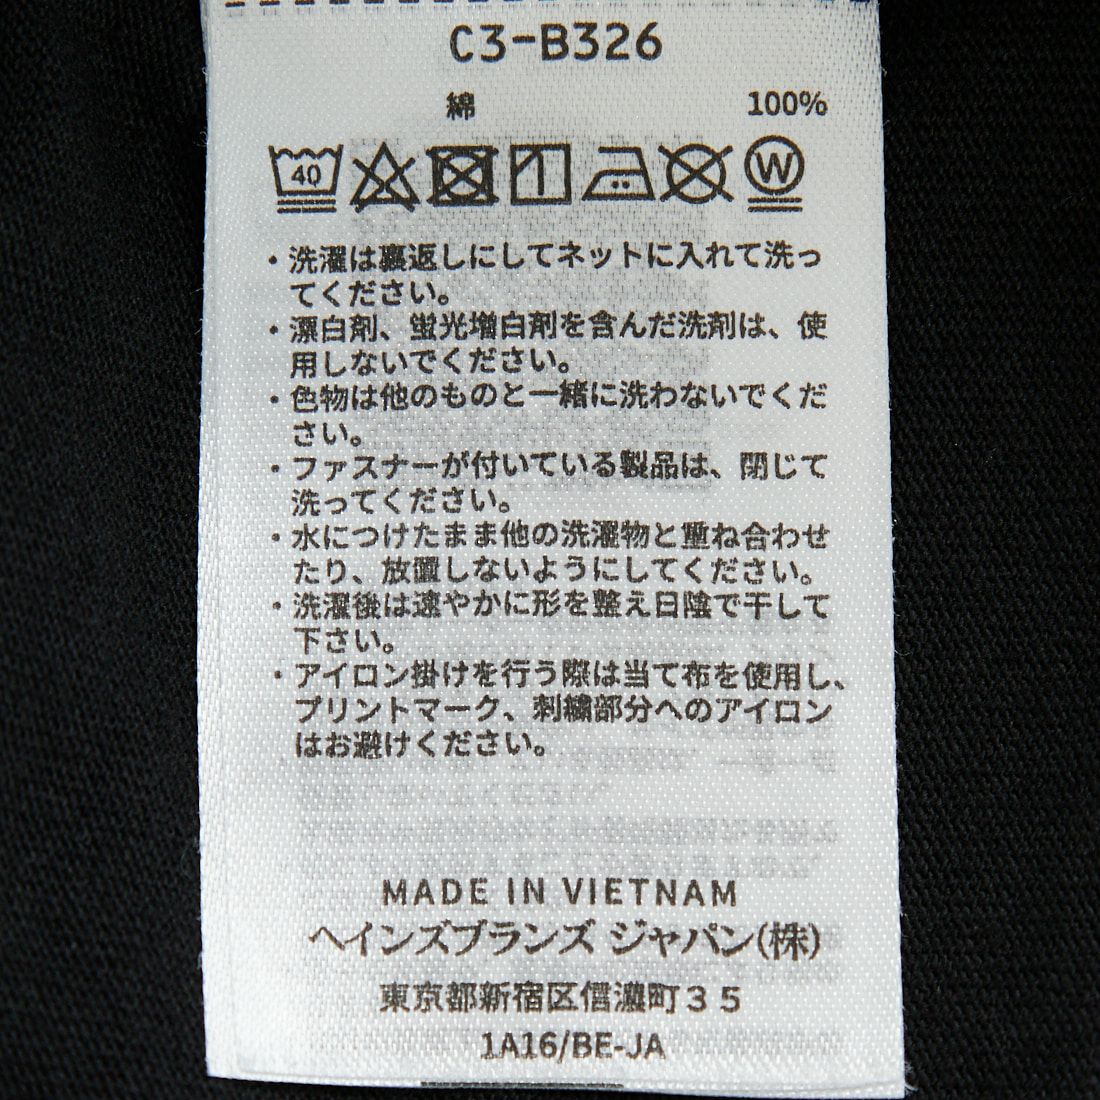 C3-B326
綿 100%
40 W
・洗濯は裏返しにしてネットに入れて洗っ
てください。
・漂白剤、蛍光増白剤を含んだ洗剤は、使
用しないでください。
・色物は他のものと一緒に洗わないでくだ
さい。
・ファスナーが付いている製品は、閉じて
洗ってください。
・水につけたまま他の洗濯物と重ね合わせ
たり、放置しないようにしてください。
・洗濯後は速やかに形を整え日陰で干して
下さい。
・アイロン掛けを行う際は当て布を使用し、
プリントマーク、刺繍部分へのアイロン
はお避けください。
MADE IN VIETNAM
ヘインズブランズ ジャパン(株)
東京都新宿区信濃町３５
1A16/BE-JA